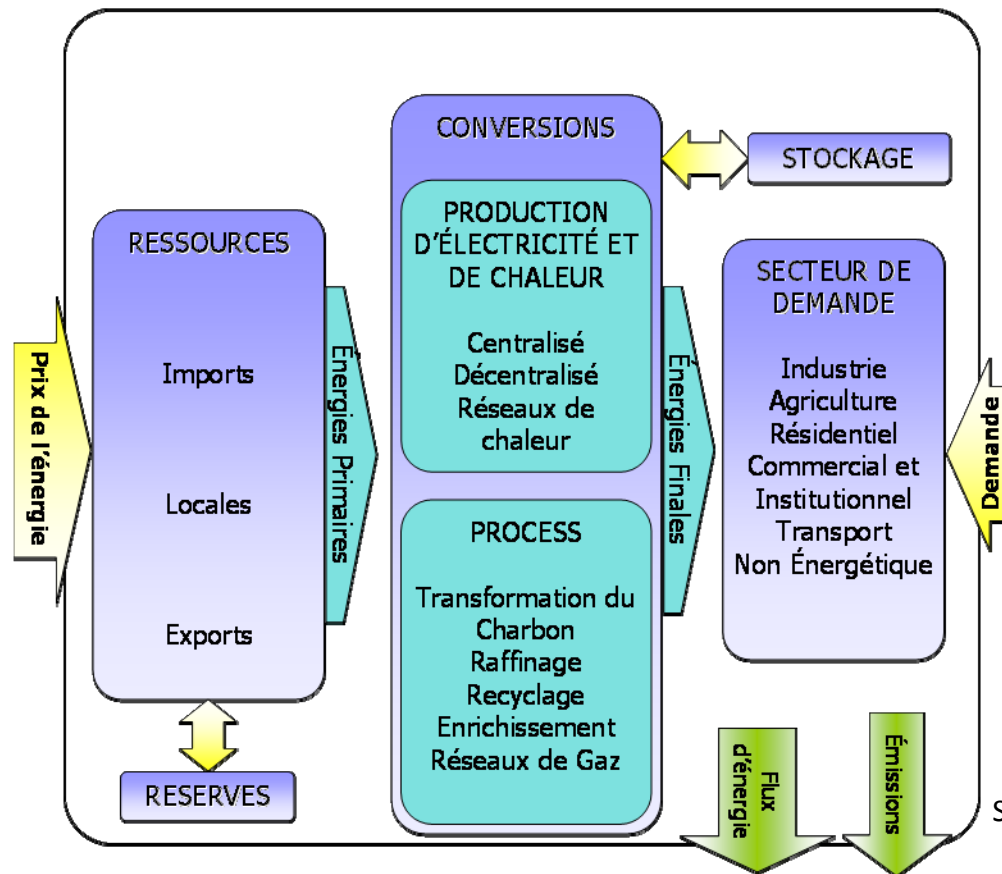 Prix de l'énergie
RESSOURCES
Imports
Locales
Exports
RESERVES
Énergies Primaires
CONVERSIONS
PRODUCTION
D'ÉLECTRICITÉ ET
DE CHALEUR
Centralisé
Décentralisé
Réseaux de
chaleur
PROCESS
Transformation du
Charbon
Raffinage
Recyclage
Enrichissement
Réseaux de Gaz
Énergies Finales
STOCKAGE
SECTEUR DE
DEMANDE
Industrie
Agriculture
Résidentiel
Commercial et
Institutionnel
Transport
Non Énergétique
Demande
Flux
d'énergie
Émissions
S